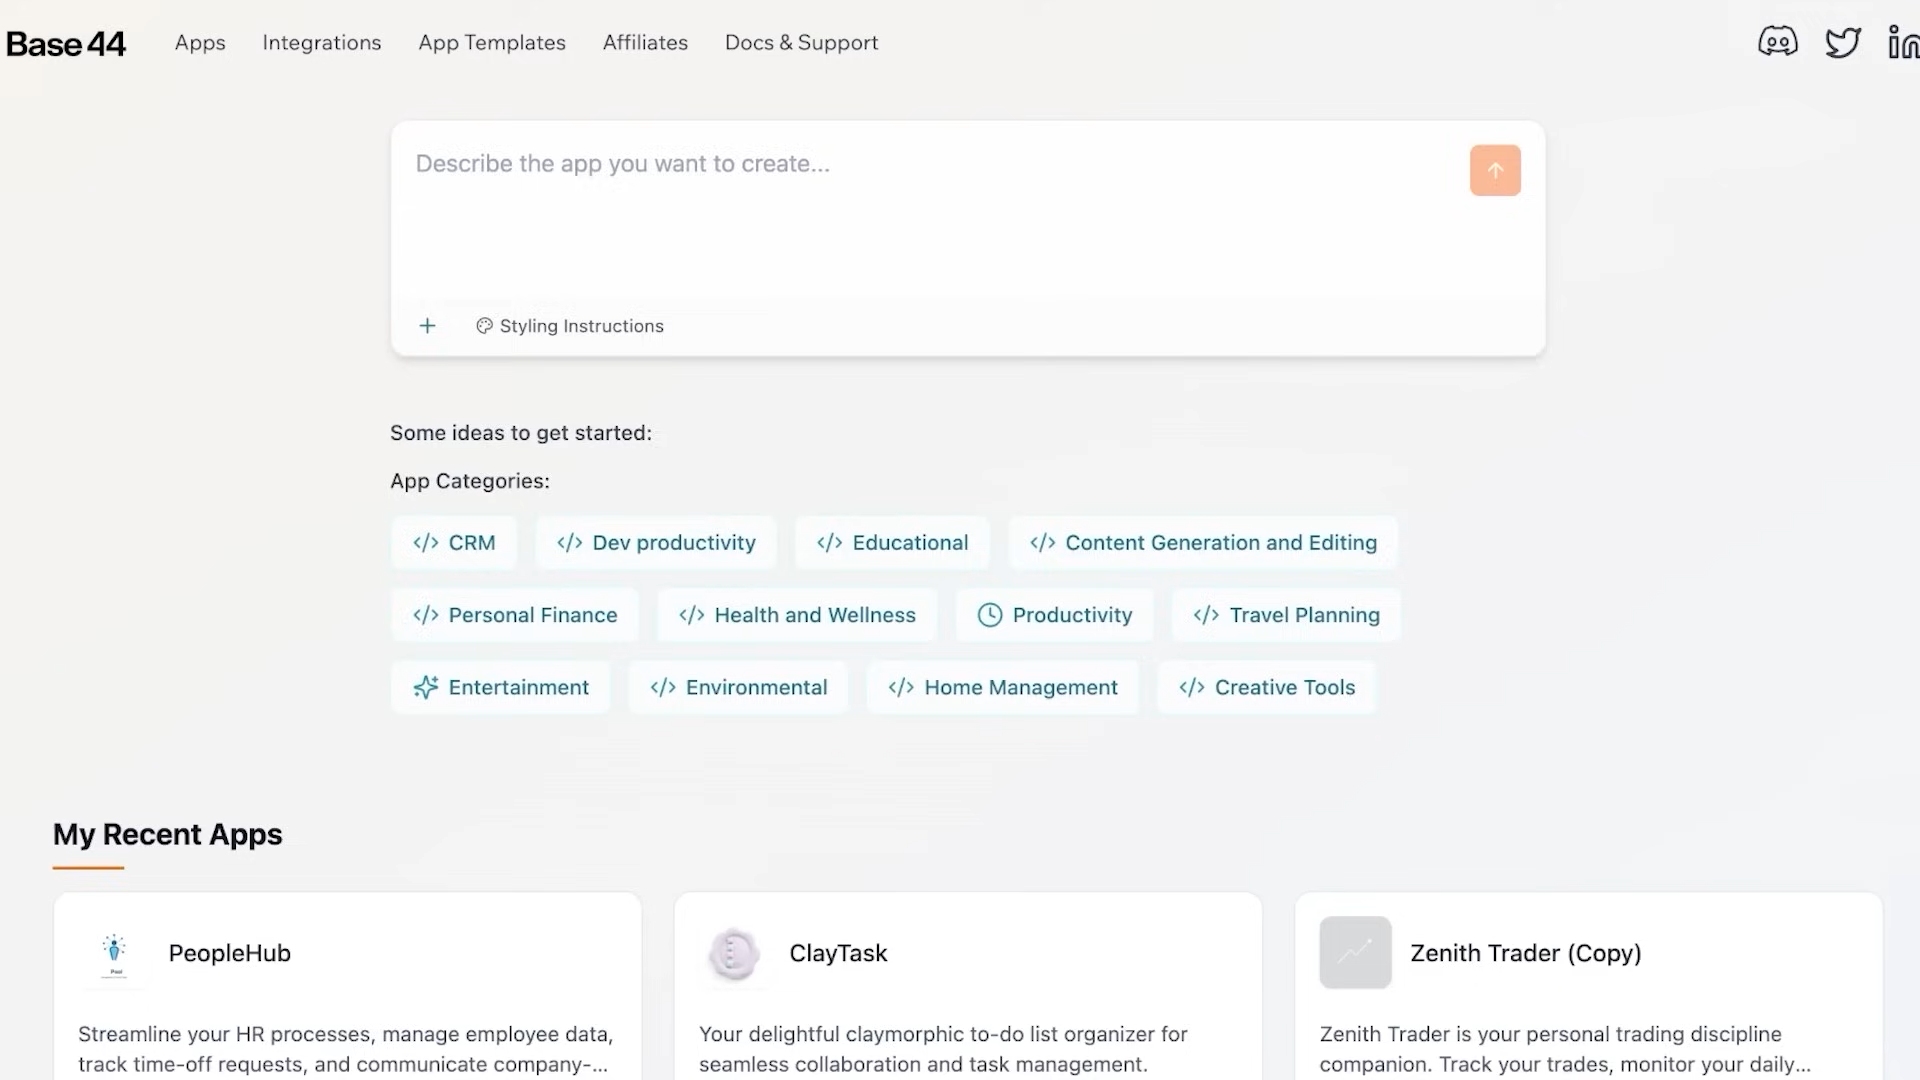 Base 44 Apps Integrations App Templates Affiliates Docs & Support
Describe the app you want to create...
Styling Instructions
Some ideas to get started:
App Categories:
CRM Dev productivity Educational Content Generation and Editing
Personal Finance Health and Wellness Productivity Travel Planning
Entertainment Environmental Home Management Creative Tools
My Recent Apps
PeopleHub
Streamline your HR processes, manage employee data,
track time-off requests, and communicate company-...
ClayTask
Your delightful claymorphic to-do list organizer for
seamless collaboration and task management.
Zenith Trader (Copy)
Zenith Trader is your personal trading discipline
companion. Track your trades, monitor your daily...